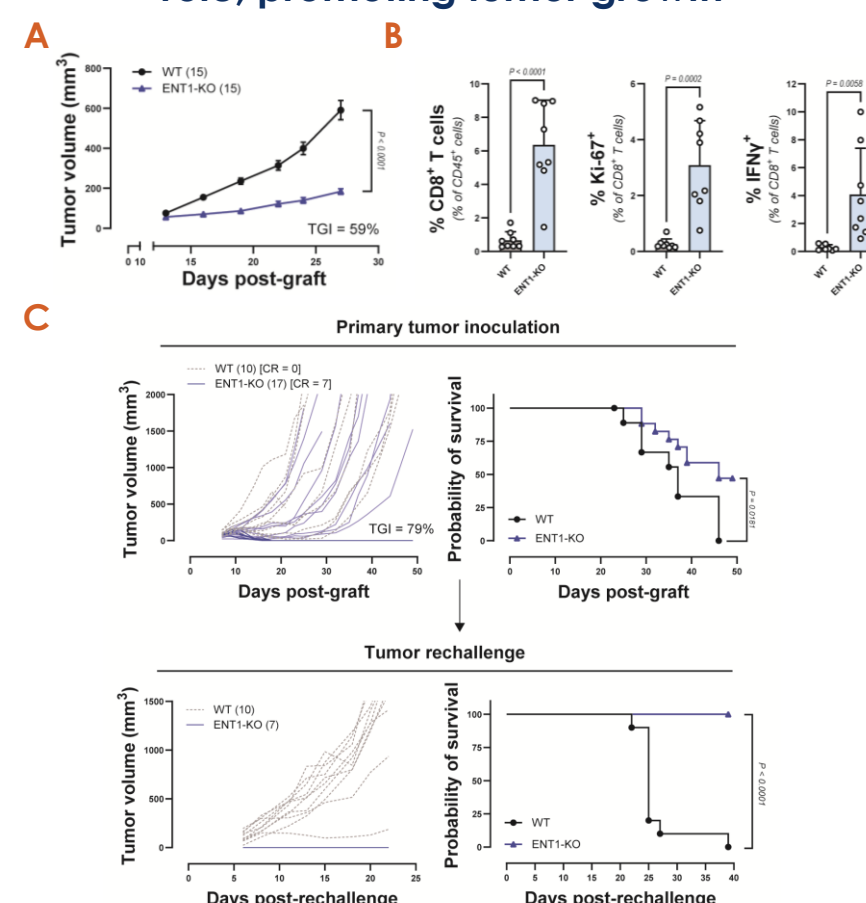 A
B
Tumor volume (mm³)
800
600
400
200
0
WT (15)
ENT1-KO (15)
P < 0.0001
TGI = 59%
0 10 15 20 25 30
Days post-graft
% CD8⁺ T cells
(% of CD45⁺ cells)
10
8
6
4
2
0
P < 0.0001
WT
ENT1-KO
% Ki-67⁺
(% of CD8⁺ T cells)
6
4
2
0
P = 0.0002
WT
ENT1-KO
% IFNγ⁺
(% of CD8⁺ T cells)
12
10
8
6
4
2
0
P = 0.0058
WT
ENT1-KO
C
Primary tumor inoculation
Tumor volume (mm³)
2000
1500
1000
500
0
WT (10) [CR = 0]
ENT1-KO (17) [CR = 7]
TGI = 79%
0 10 20 30 40 50
Days post-graft
Probability of survival
100
75
50
25
0
WT
ENT1-KO
P = 0.0181
0 10 20 30 40 50
Days post-graft
Tumor rechallenge
Tumor volume (mm³)
1500
1000
500
0
WT (10)
ENT1-KO (7)
0 5 10 15 20 25
Days post-rechallenge
Probability of survival
100
75
50
25
0
WT
ENT1-KO
P < 0.0001
0 5 10 15 20 25 30 35 40
Days post-rechallenge